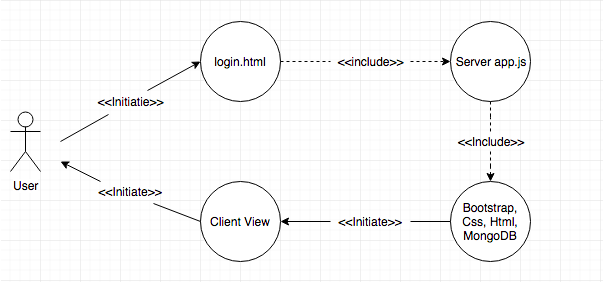 login.html
<<include>>
Server app.js
<<Initiatie>>
<<Include>>
User
<<Initiate>>
Client View
<<Initiate>>
Bootstrap,
Css, Html,
MongoDB